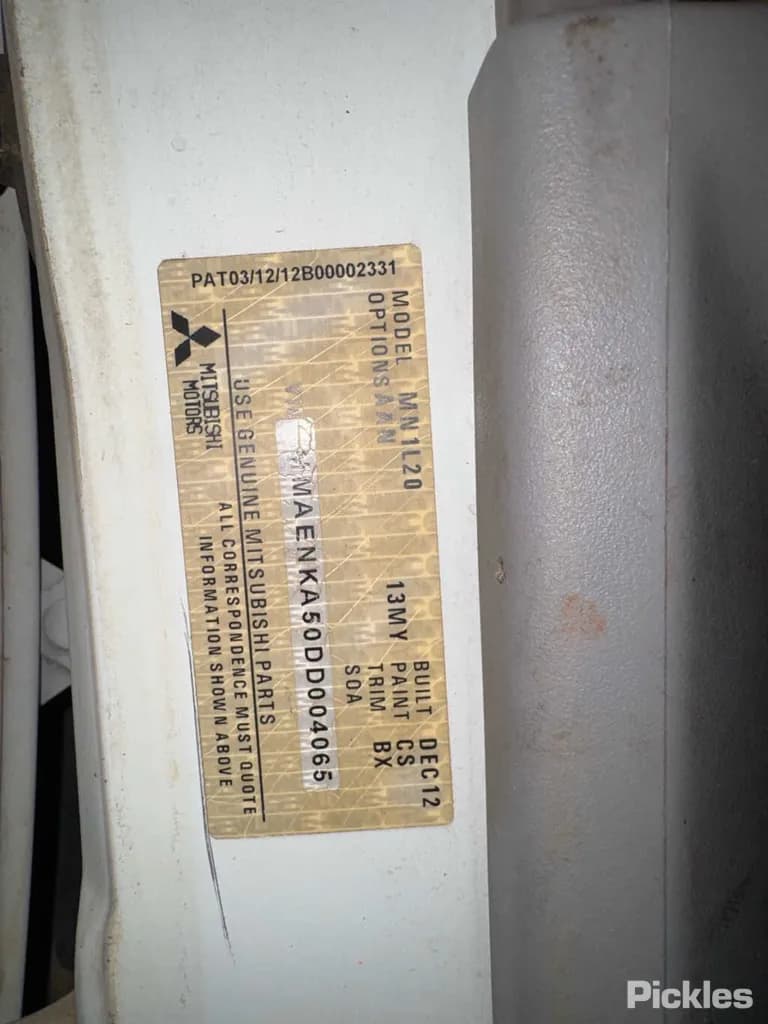 PAT03/12/12B00002331
MODEL MN1L20 BUILT DEC12
OPTIONS AAN 13MY PAINT CS
TRIM BX
SOA
MAENKA50DD004065
USE GENUINE MITSUBISHI PARTS
MITSUBISHI
MOTORS
ALL CORRESPONDENCE MUST QUOTE
INFORMATION SHOWN ABOVE
Pickles